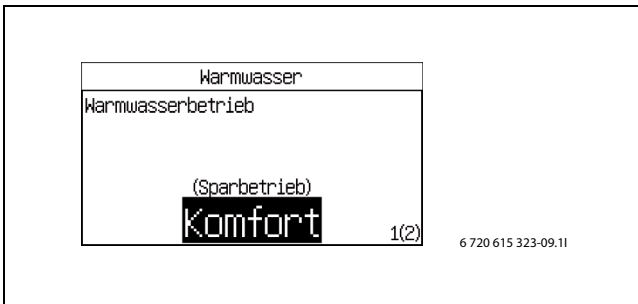 Warmwasser
Warmwasserbetrieb
(Sparbetrieb)
Komfort
1(2)
6 720 615 323-09.1I